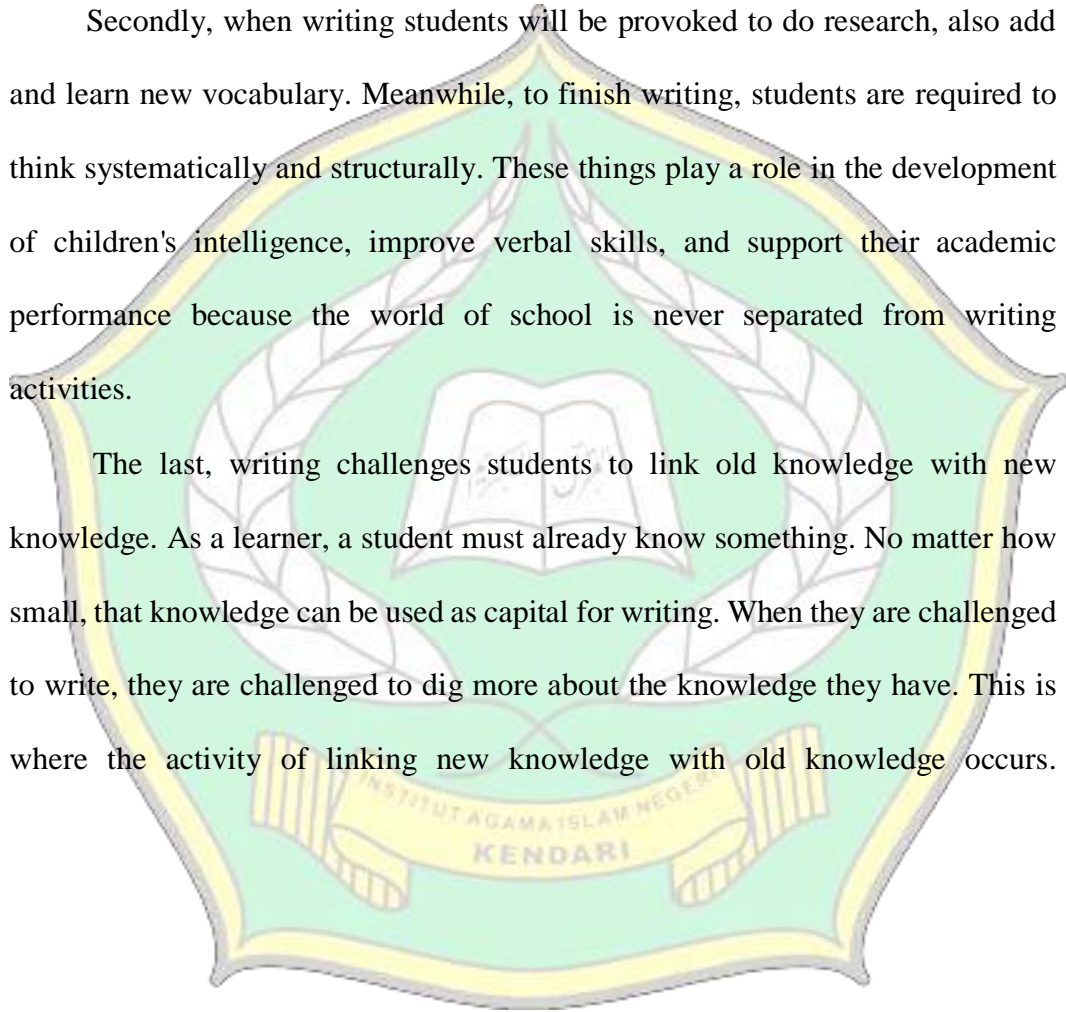 Secondly, when writing students will be provoked to do research, also add
and learn new vocabulary. Meanwhile, to finish writing, students are required to
think systematically and structurally. These things play a role in the development
of children's intelligence, improve verbal skills, and support their academic
performance because the world of school is never separated from writing
activities.
The last, writing challenges students to link old knowledge with new
knowledge. As a learner, a student must already know something. No matter how
small, that knowledge can be used as capital for writing. When they are challenged
to write, they are challenged to dig more about the knowledge they have. This is
where the activity of linking new knowledge with old knowledge occurs.
INSTITUT AGAMA ISLAM NEGERI
KENDARI